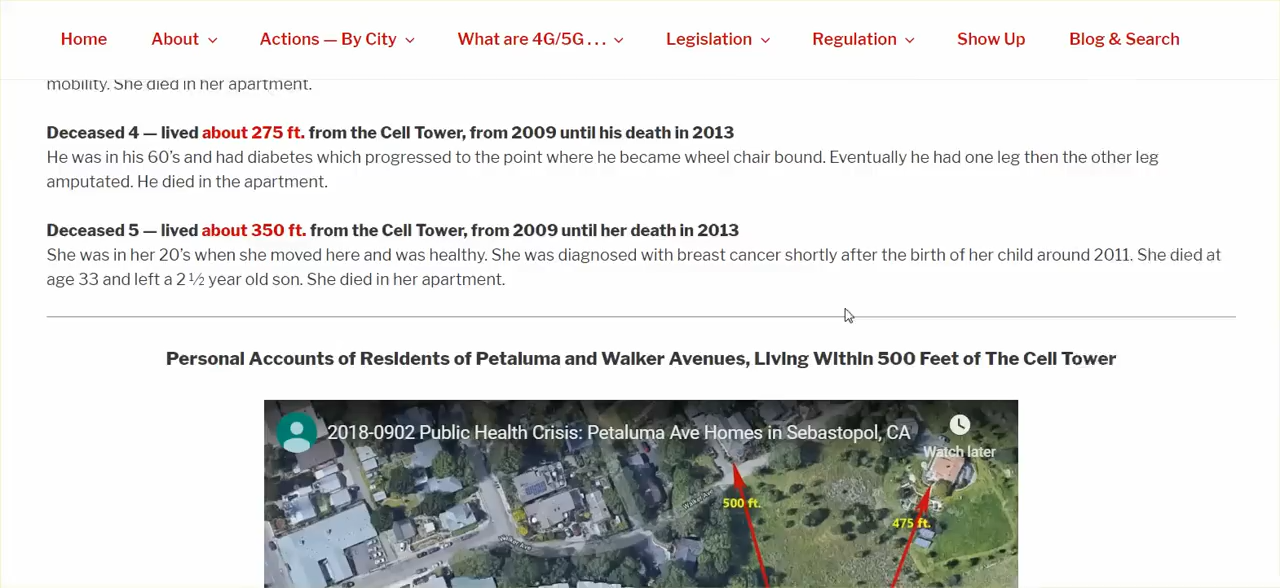 Home About Actions — By City What are 4G/5G . . . Legislation Regulation Show Up Blog & Search
mobility. She died in her apartment.
Deceased 4 — lived about 275 ft. from the Cell Tower, from 2009 until his death in 2013
He was in his 60's and had diabetes which progressed to the point where he became wheel chair bound. Eventually he had one leg then the other leg
amputated. He died in the apartment.
Deceased 5 — lived about 350 ft. from the Cell Tower, from 2009 until her death in 2013
She was in her 20's when she moved here and was healthy. She was diagnosed with breast cancer shortly after the birth of her child around 2011. She died at
age 33 and left a 2 ½ year old son. She died in her apartment.
Personal Accounts of Residents of Petaluma and Walker Avenues, Living Within 500 Feet of The Cell Tower
2018-0902 Public Health Crisis: Petaluma Ave Homes in Sebastopol, CA
Watch later
500 ft.
Walker Ave
475 ft.
Walker Ave